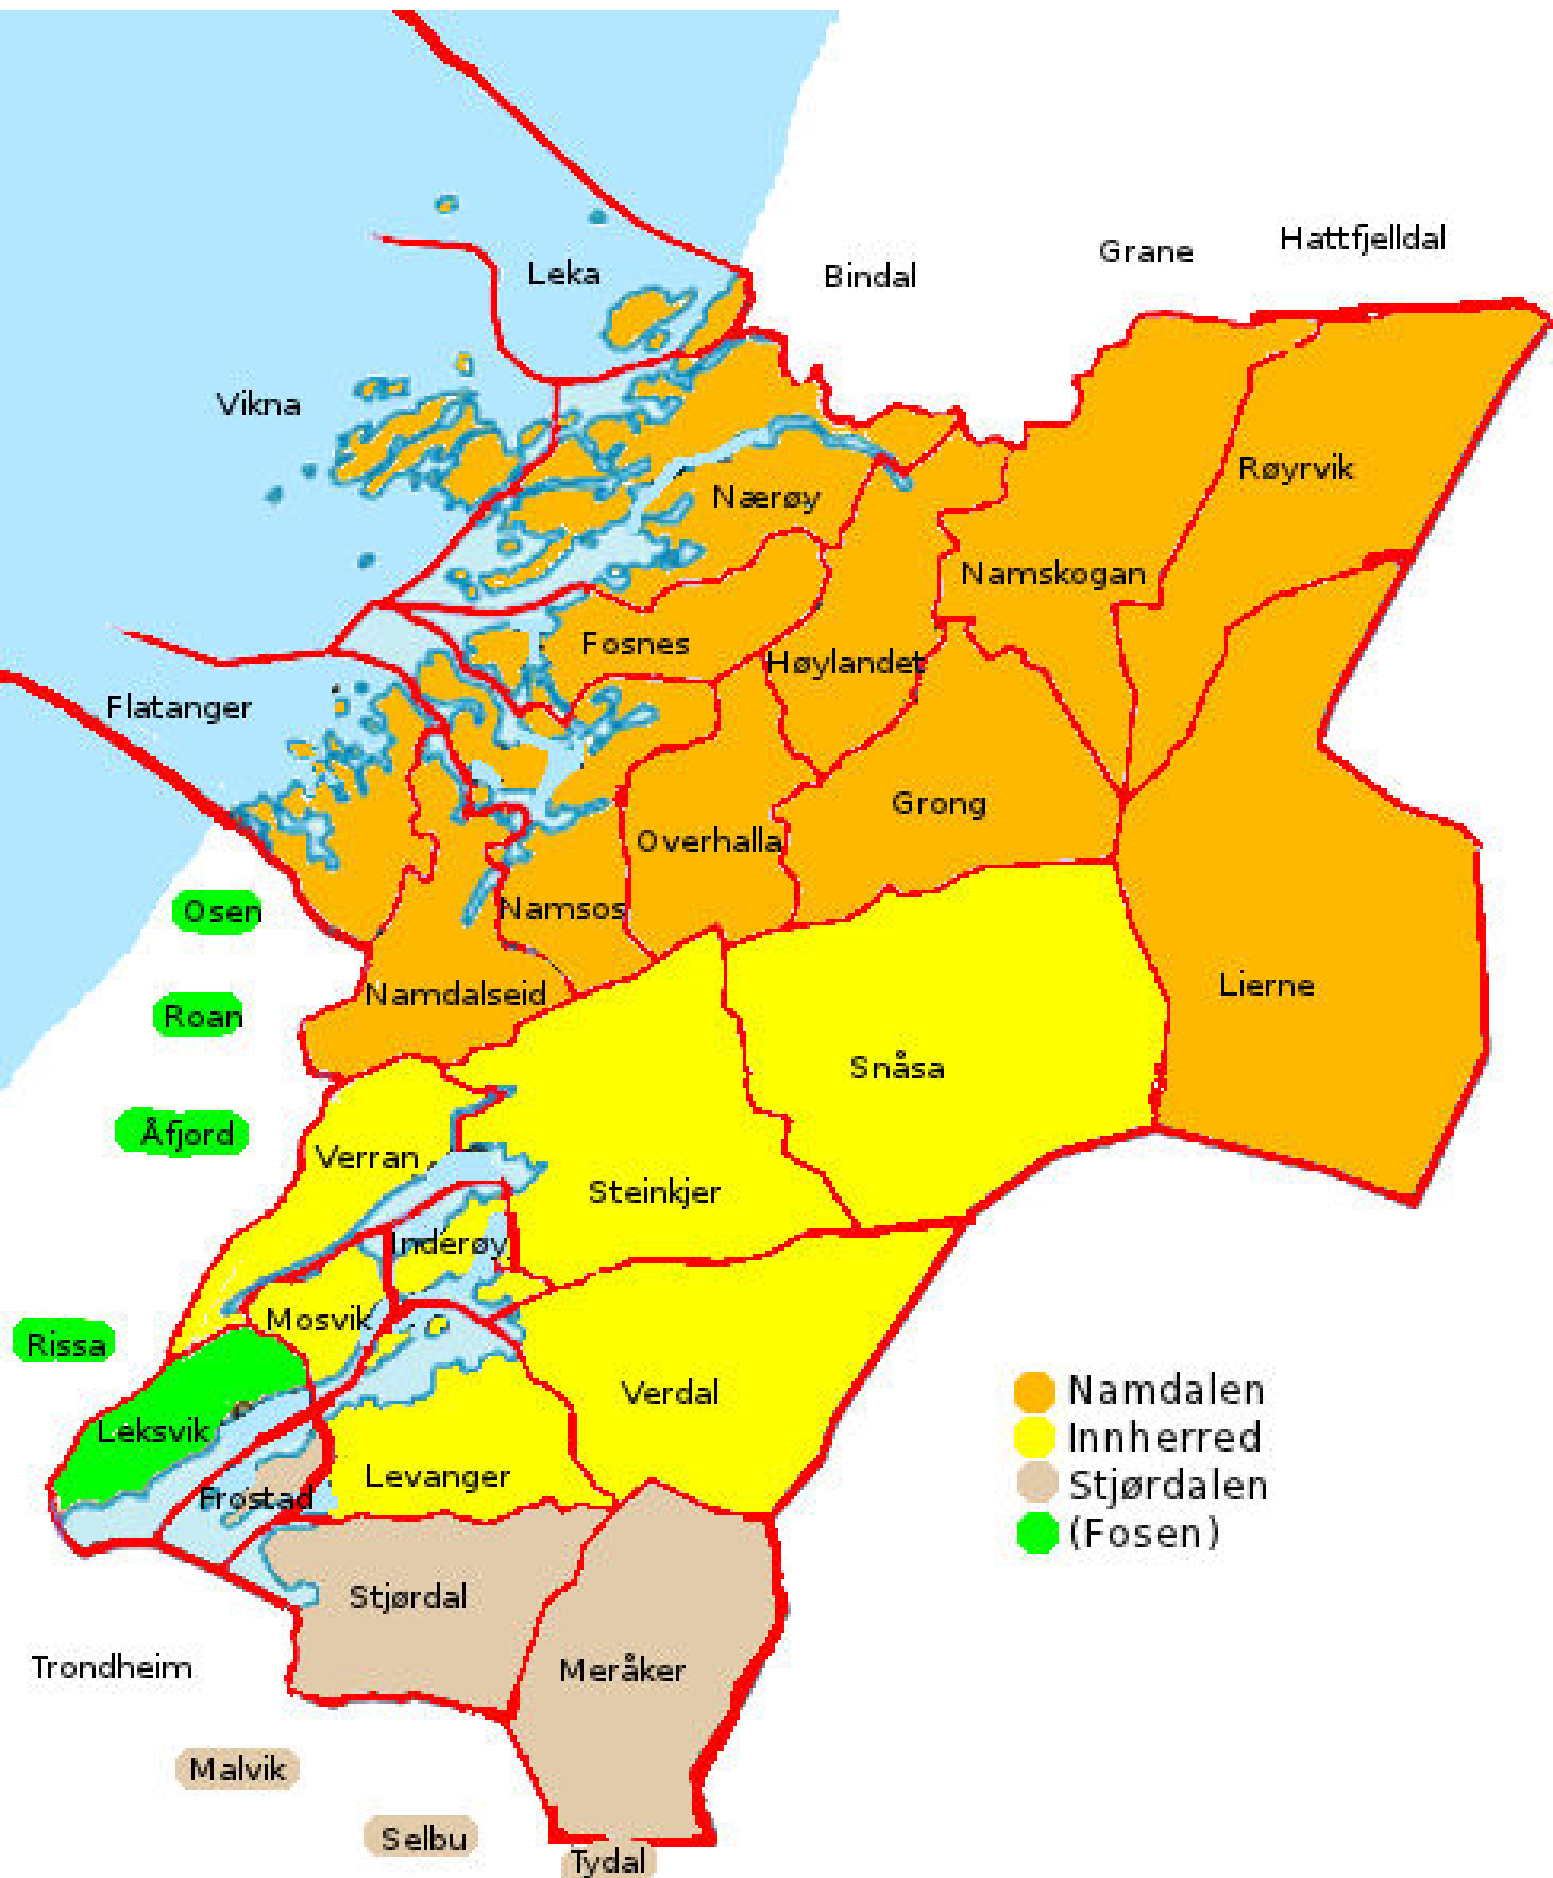 Hattfjelldal
Grane
Leka
Bindal
Vikna
Røyrvik
Nærøy
Namskogan
Fosnes
Høylandet
Flatanger
Grong
Overhalla
Osen
Namsos
Lierne
Namdalseid
Roan
Snåsa
Åfjord
Verran
Steinkjer
Inderøy
Mosvik
Rissa
Verdal
Leksvik
Levanger
Frostad
Namdalen
Innherred
Stjørdalen
(Fosen)
Stjørdal
Trondheim
Meråker
Malvik
Selbu
Tydal